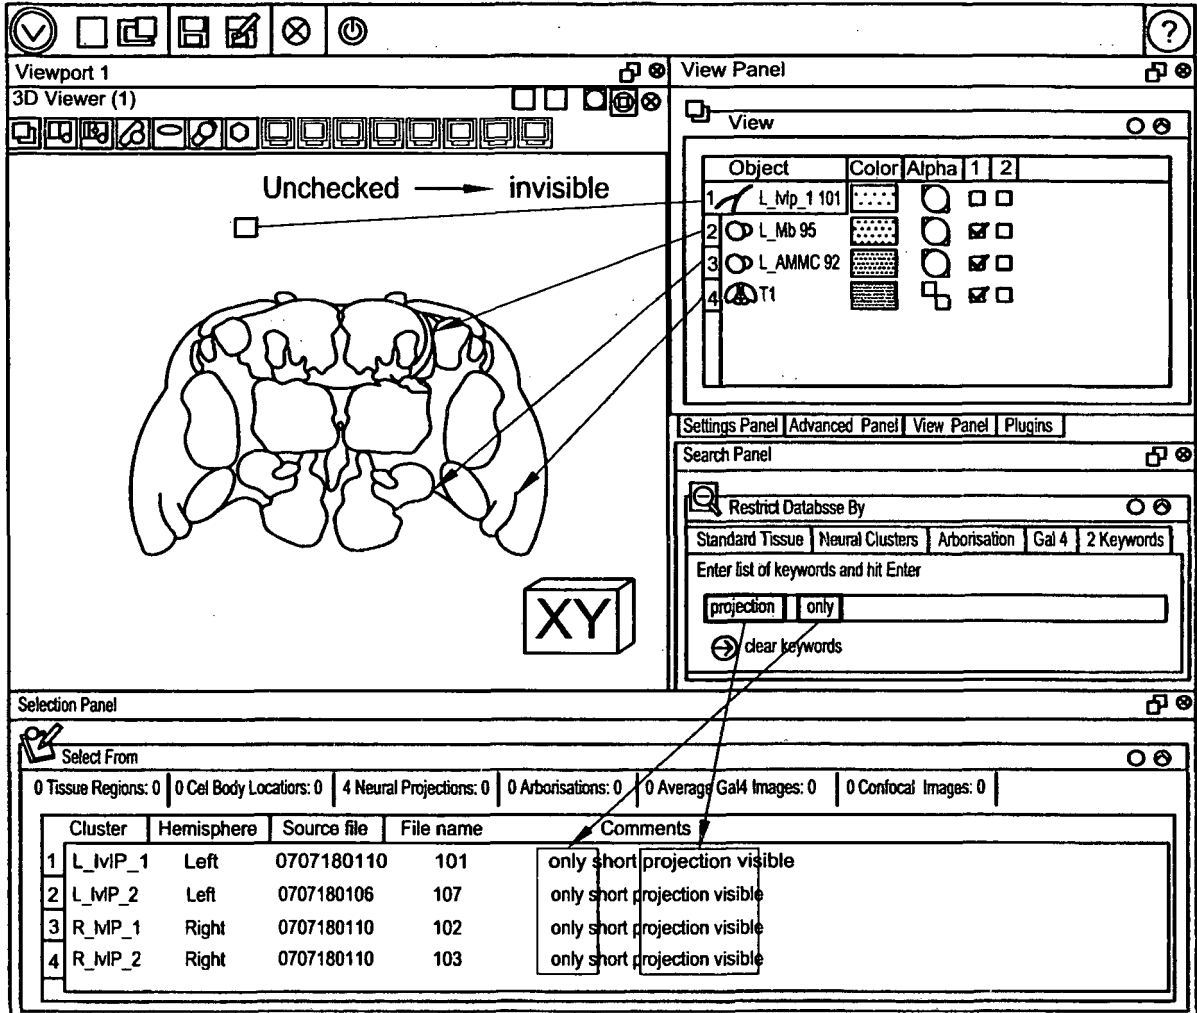 ?
Viewport 1
View Panel
3D Viewer (1)
View
Object Color Alpha 1 2
Unchecked → invisible
1 L_lvlp_1 101
2 L_Mb 95
3 L_AMMC 92
4 T1
Settings Panel Advanced Panel View Panel Plugins
Search Panel
Restrict Databsse By
Standard Tissue Neural Clusters Arborisation Gal 4 2 Keywords
Enter list of keywords and hit Enter
projection only
clear keywords
XY
Selection Panel
Select From
0 Tissue Regions: 0 0 Cel Body Locatiors: 0 4 Neural Projections: 0 0 Arborisations: 0 0 Average Gal4 Images: 0 0 Confocal Images: 0
Cluster Hemisphere Source file File name Comments
1 L_lvlP_1 Left 0707180110 101 only short projection visible
2 L_lvlP_2 Left 0707180106 107 only short projection visible
3 R_lvlP_1 Right 0707180110 102 only short projection visible
4 R_lvlP_2 Right 0707180110 103 only short projection visible